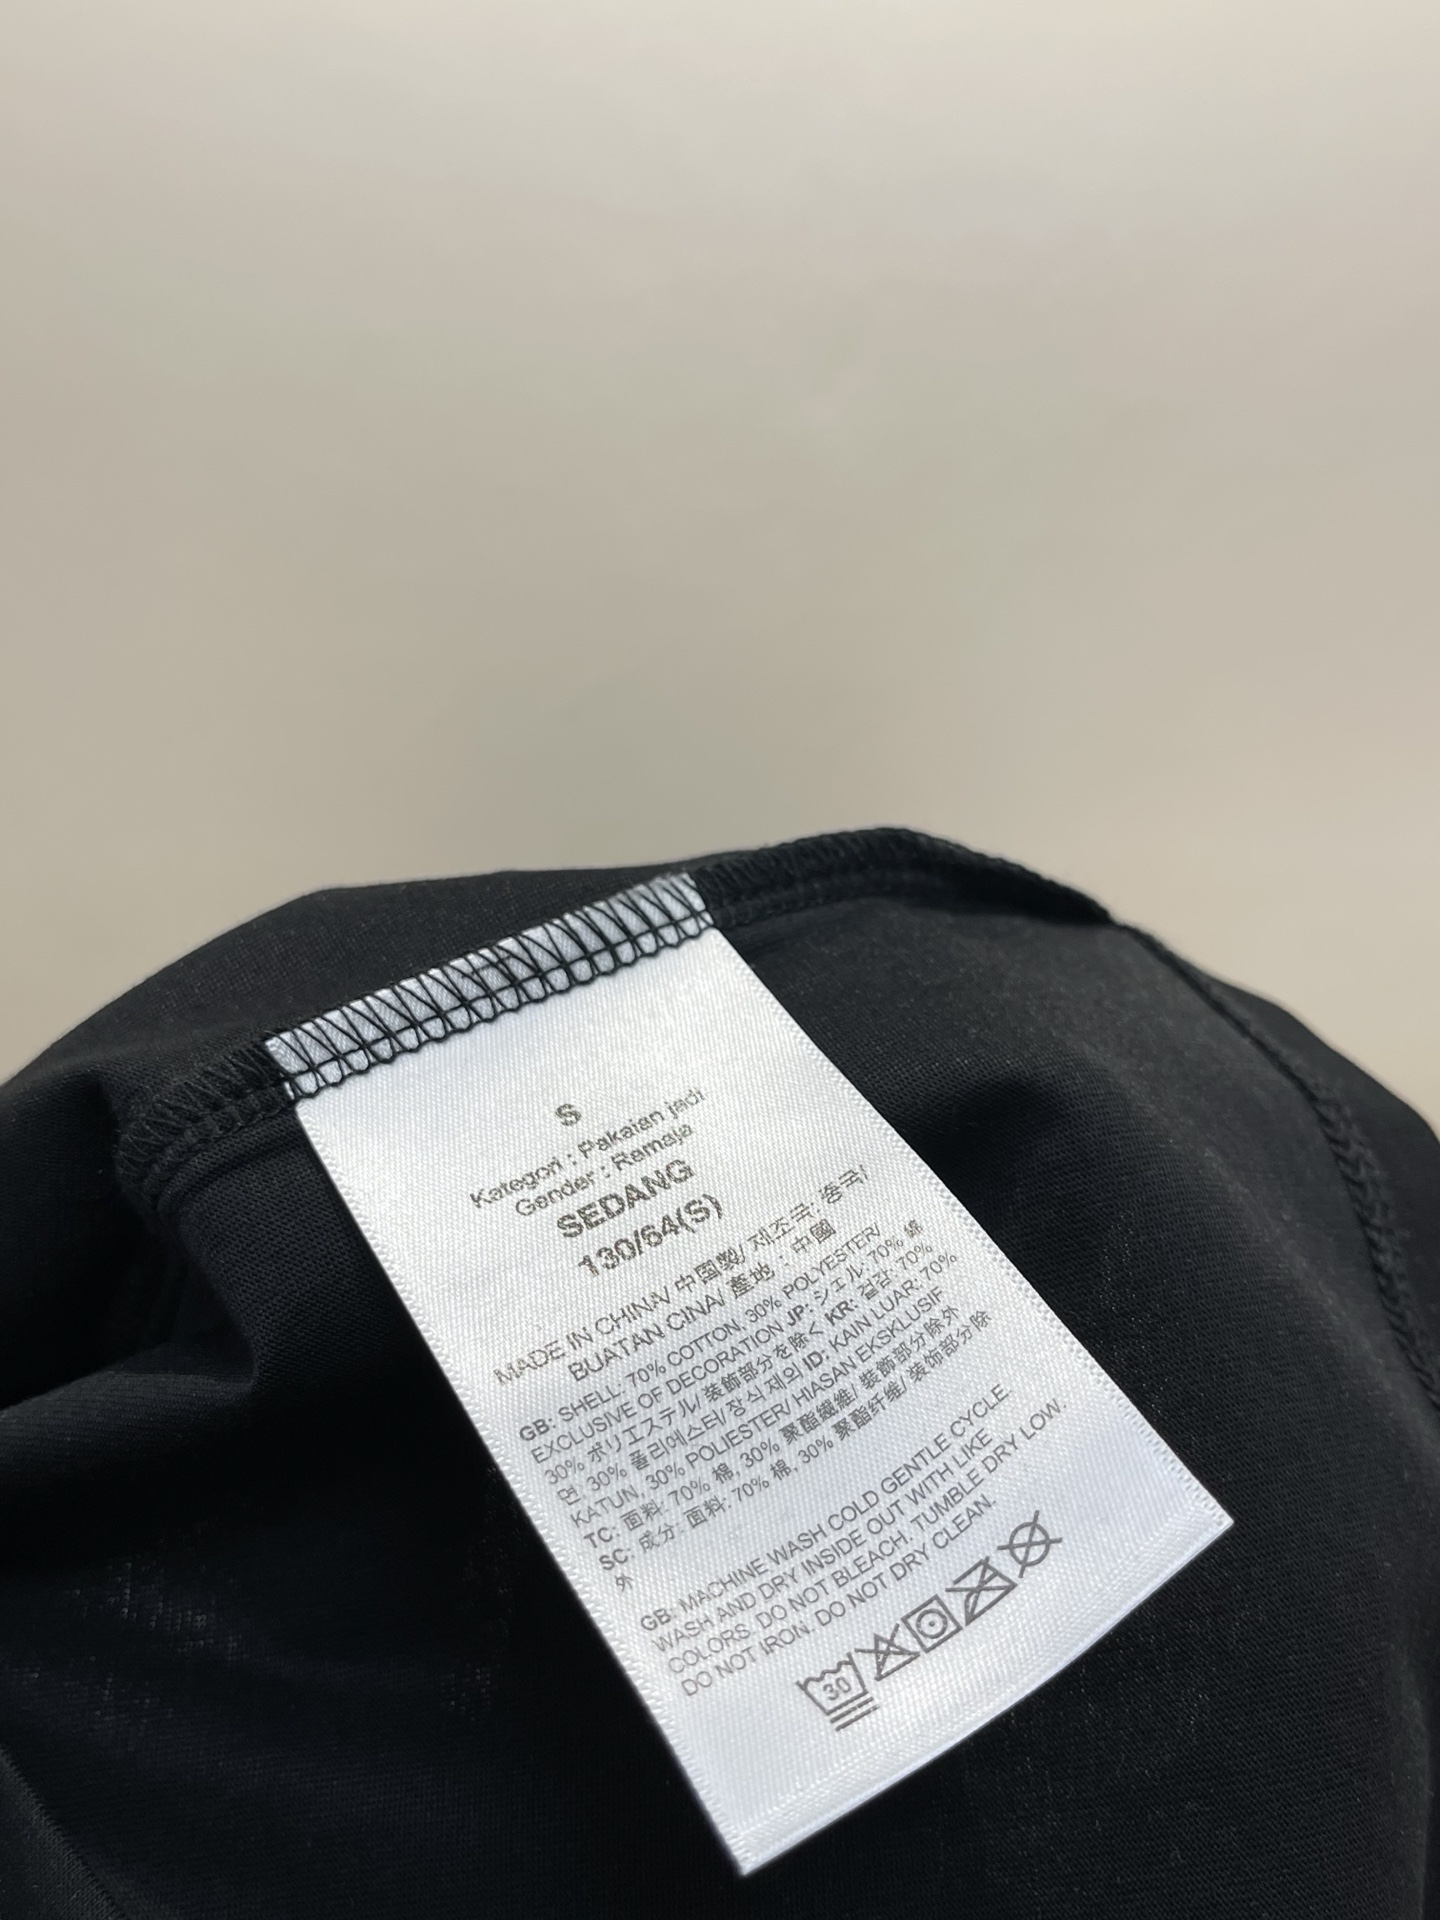 S
Kategori : Pakaian jadi
Gender : Remaja
SEDANG
130/64(S)
MADE IN CHINA/ 中国製/ 제조국: 중국/
BUATAN CINA/ 產地 : 中國
GB: SHELL: 70% COTTON, 30% POLYESTER/
EXCLUSIVE OF DECORATION JP: シェル: 70% 綿
30% ポリエステル/ 装飾部分を除く KR: 겉감: 70%
면, 30% 폴리에스터/ 장식 제외 ID: KAIN LUAR: 70%
KATUN, 30% POLIESTER/ HIASAN EKSKLUSIF
TC: 面料: 70% 棉, 30% 聚酯纖維/ 裝飾部分除外
SC: 成分: 面料: 70% 棉, 30% 聚酯纤维/ 装饰部分除
外
GB: MACHINE WASH COLD GENTLE CYCLE.
WASH AND DRY INSIDE OUT WITH LIKE
COLORS. DO NOT BLEACH. TUMBLE DRY LOW.
DO NOT IRON. DO NOT DRY CLEAN.
30